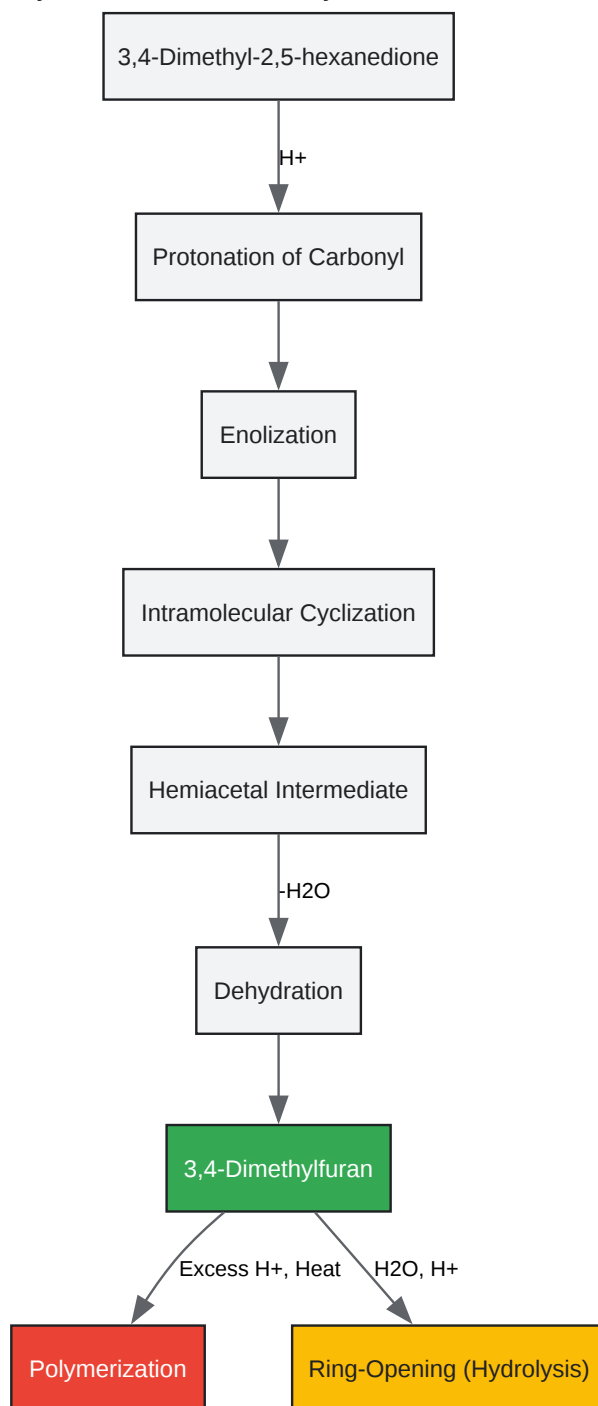 3,4-Dimethyl-2,5-hexanedione
H+
Protonation of Carbonyl
Enolization
Intramolecular Cyclization
Hemiacetal Intermediate
-H2O
Dehydration
3,4-Dimethylfuran
Excess H+, Heat
H2O, H+
Polymerization
Ring-Opening (Hydrolysis)